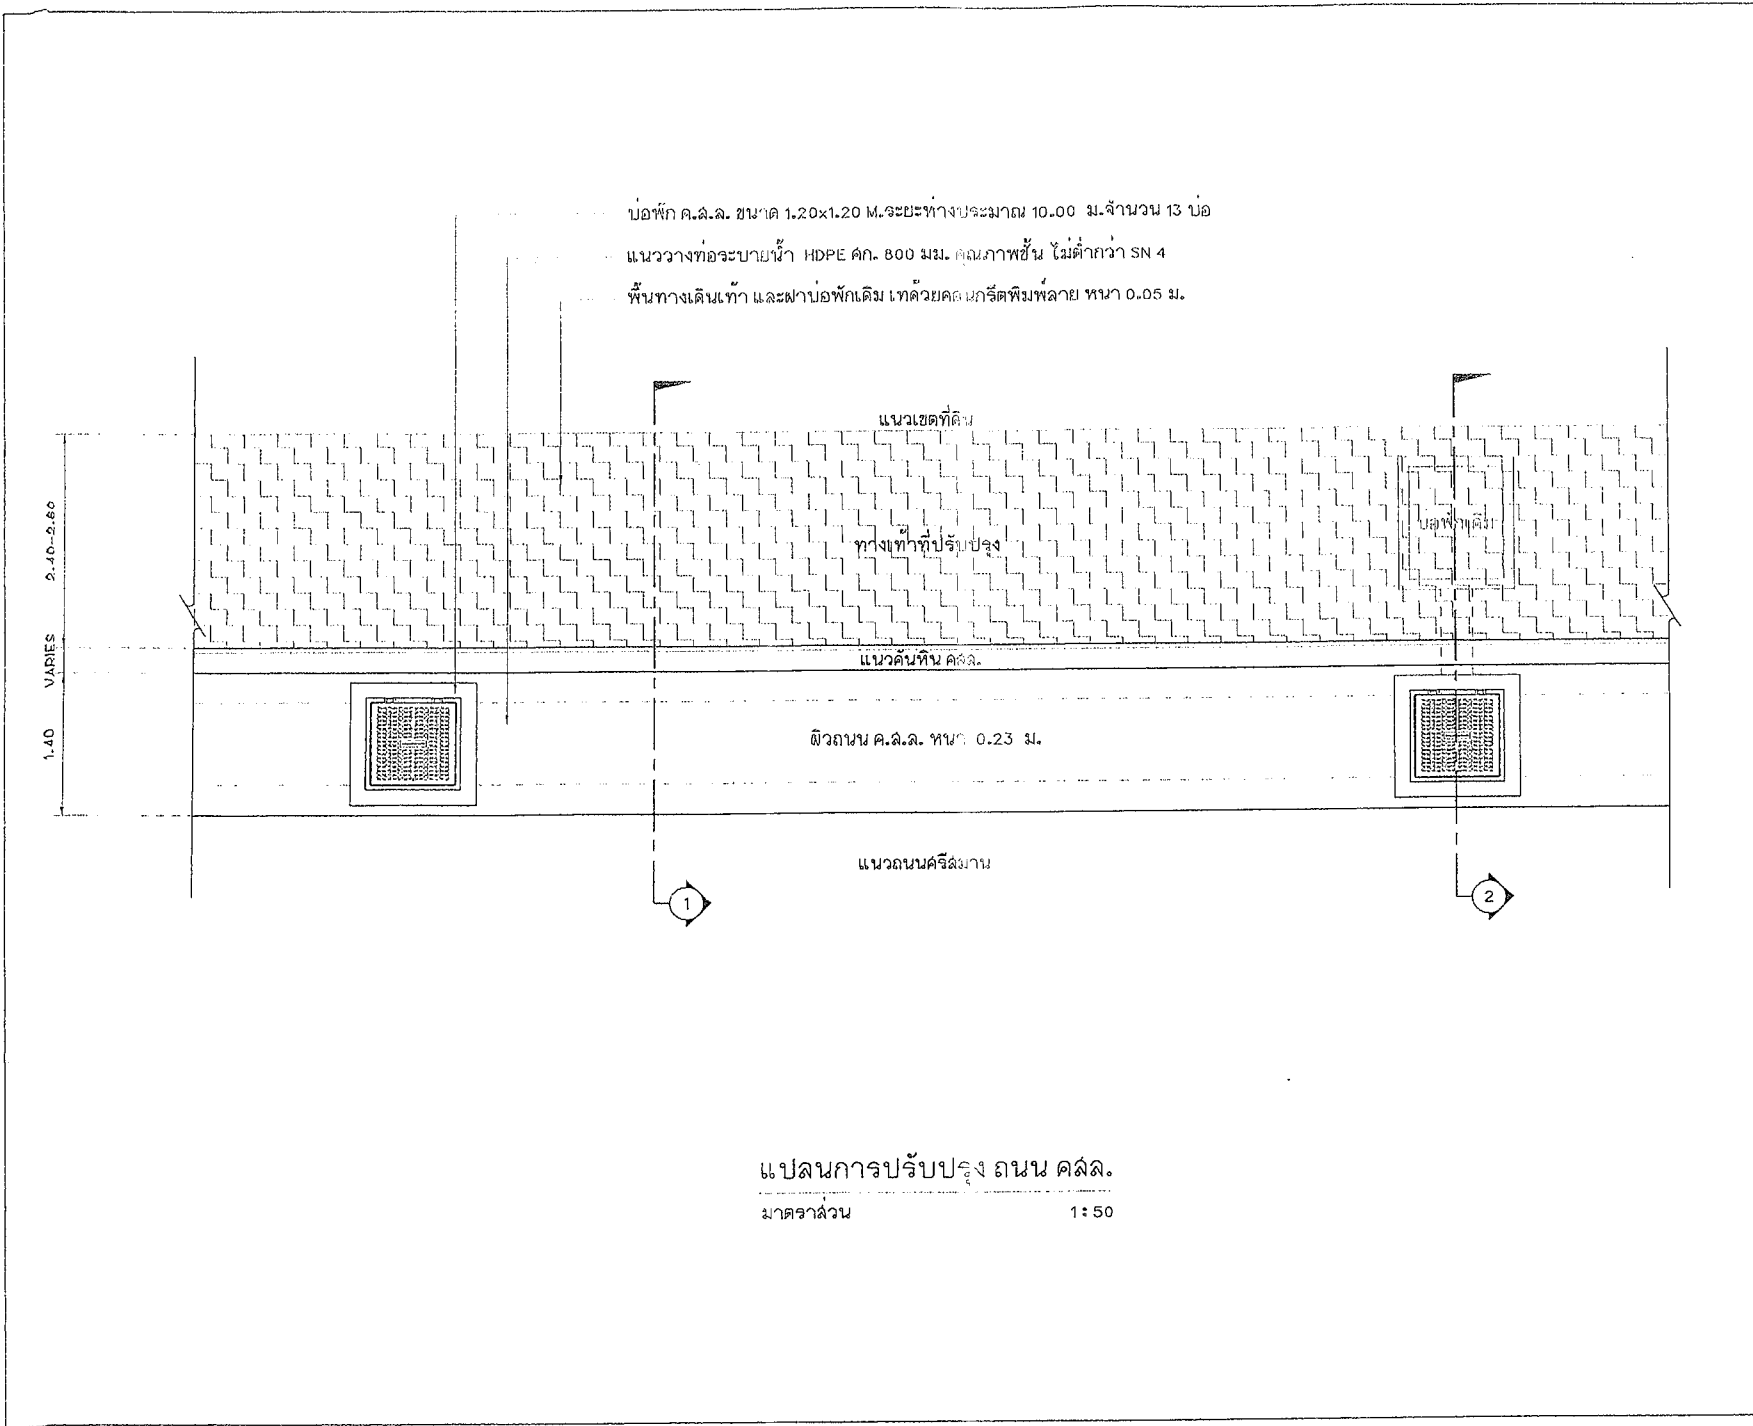 บ่อพัก ค.ส.ล. ขนาด 1.20x1.20 M.ระยะห่างประมาณ 10.00 ม.จำนวน 13 บ่อ
แนววางท่อระบายน้ำ HDPE ศก. 800 มม. คุณภาพชั้น ไม่ต่ำกว่า SN 4
พื้นทางเดินเท้า และฝาบ่อพักเดิม เทด้วยคอนกรีตพิมพ์ลาย หนา 0.05 ม.
แนวเขตที่ดิน
2.40-2.60
บ่อพักเดิม
ทางเท้าที่ปรับปรุง
VARIES
แนวคันหิน คสล.
1.40
ผิวถนน ค.ส.ล. หนา 0.23 ม.
แนวถนนศรีสมาน
1
2
แปลนการปรับปรุง ถนน คสล.
มาตราส่วน 1:50